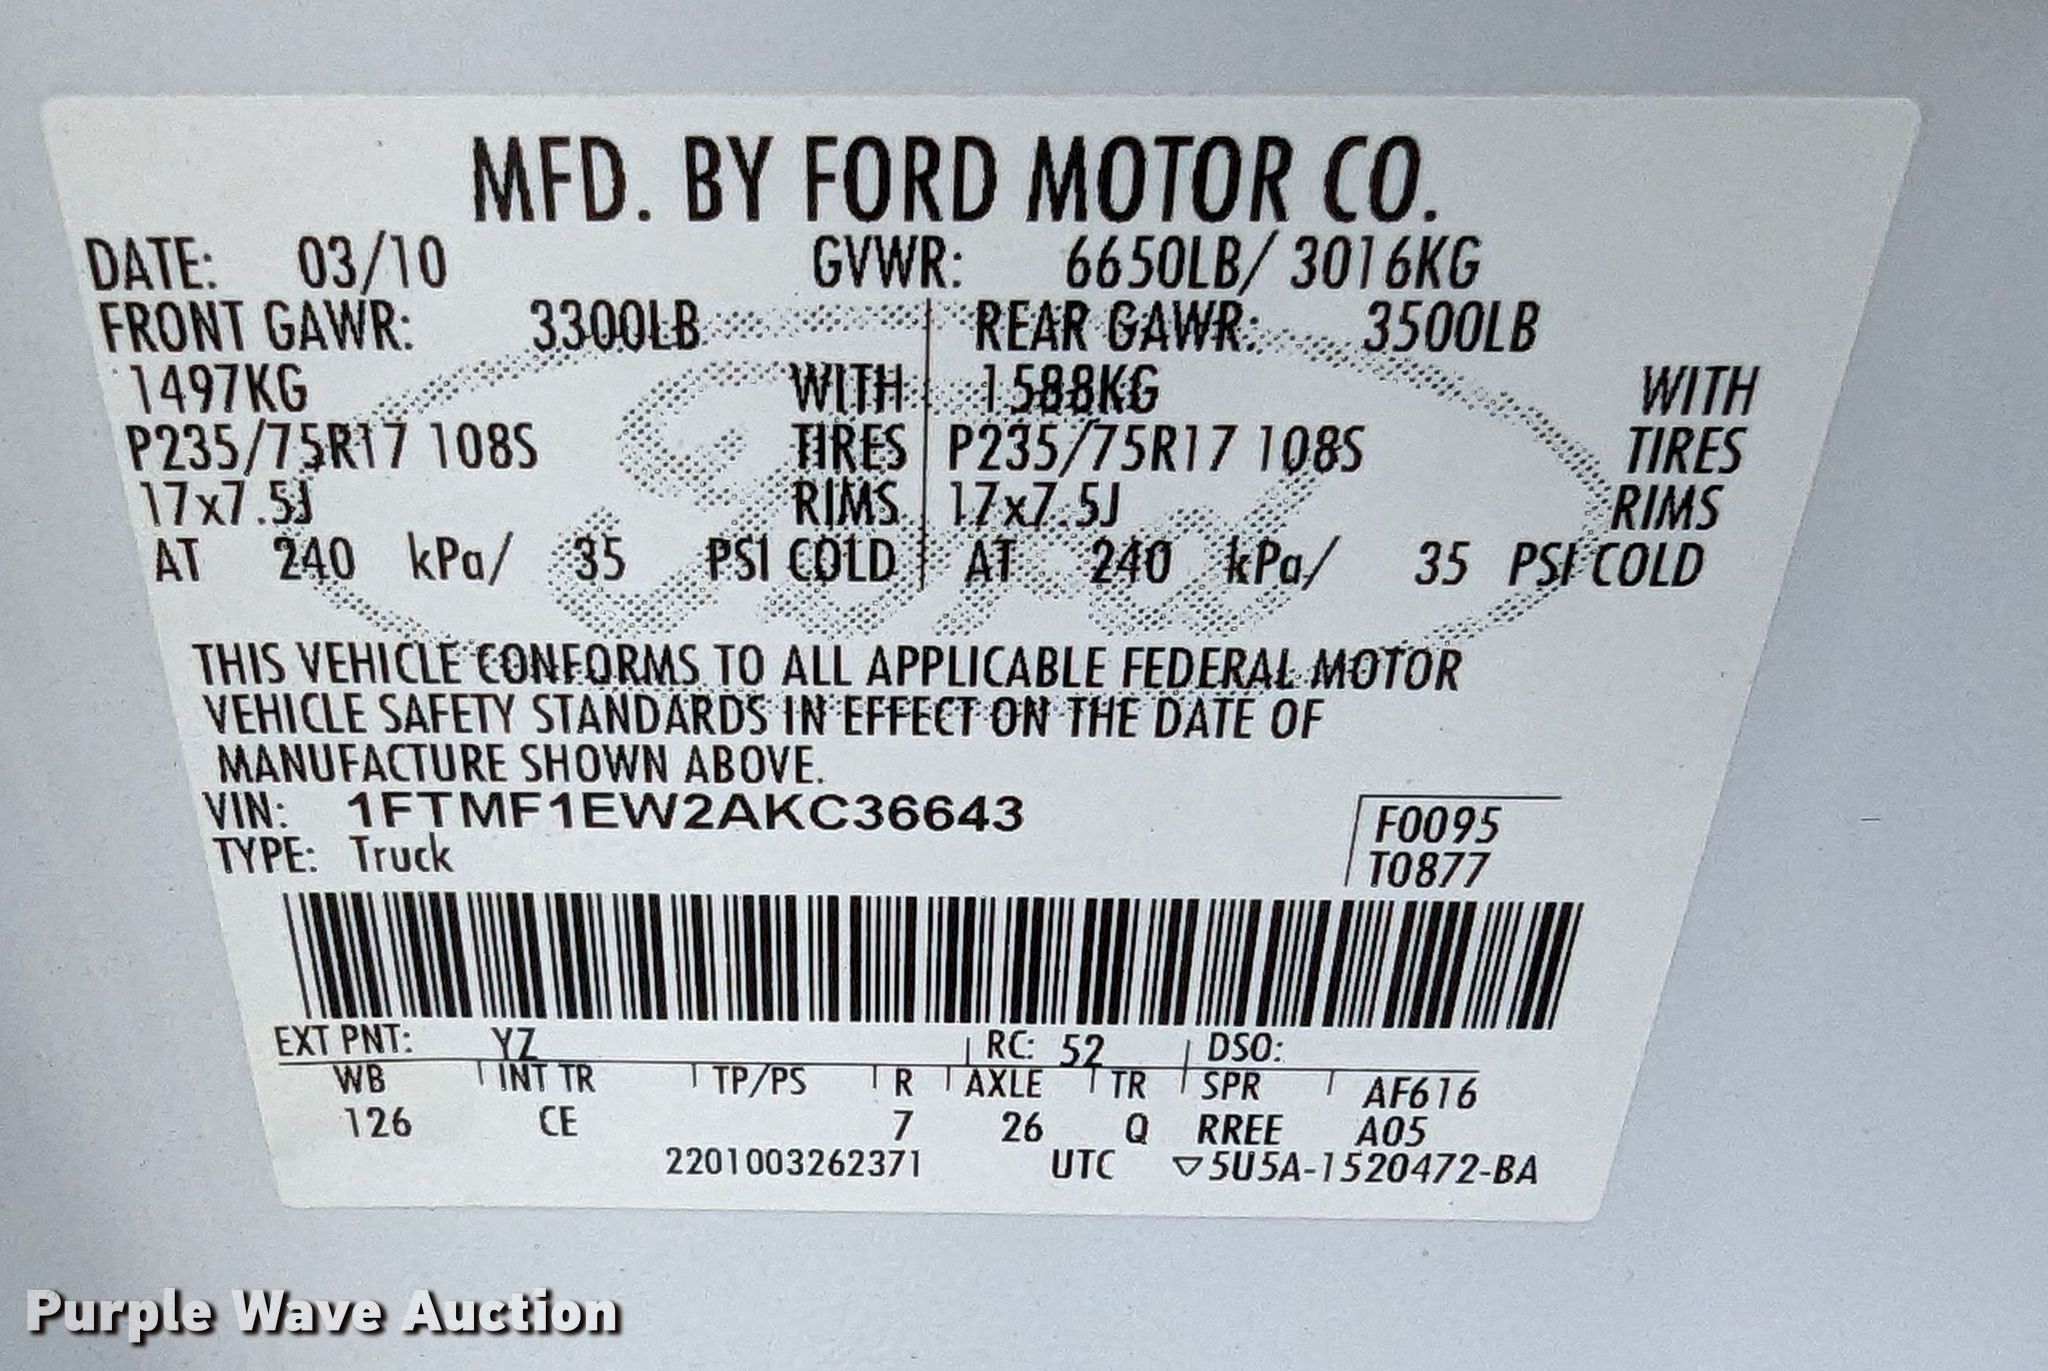 MFD. BY FORD MOTOR CO.
DATE: 03/10 GVWR: 6650LB/ 3016KG
FRONT GAWR: 3300LB REAR GAWR: 3500LB
1497KG WITH 1588KG WITH
P235/75R17 108S TIRES P235/75R17 108S TIRES
17x7.5J RIMS 17x7.5J RIMS
AT 240 kPa/ 35 PSI COLD AT 240 kPa/ 35 PSI COLD
THIS VEHICLE CONFORMS TO ALL APPLICABLE FEDERAL MOTOR
VEHICLE SAFETY STANDARDS IN EFFECT ON THE DATE OF
MANUFACTURE SHOWN ABOVE.
VIN: 1FTMF1EW2AKC36643 F0095
TYPE: Truck T0877
EXT PNT: YZ RC: 52 DSO:
WB INT TR TP/PS R AXLE TR SPR AF616
126 CE 7 26 Q RREE A05
2201003262371 UTC ▽5U5A-1520472-BA
Ford
Purple Wave Auction